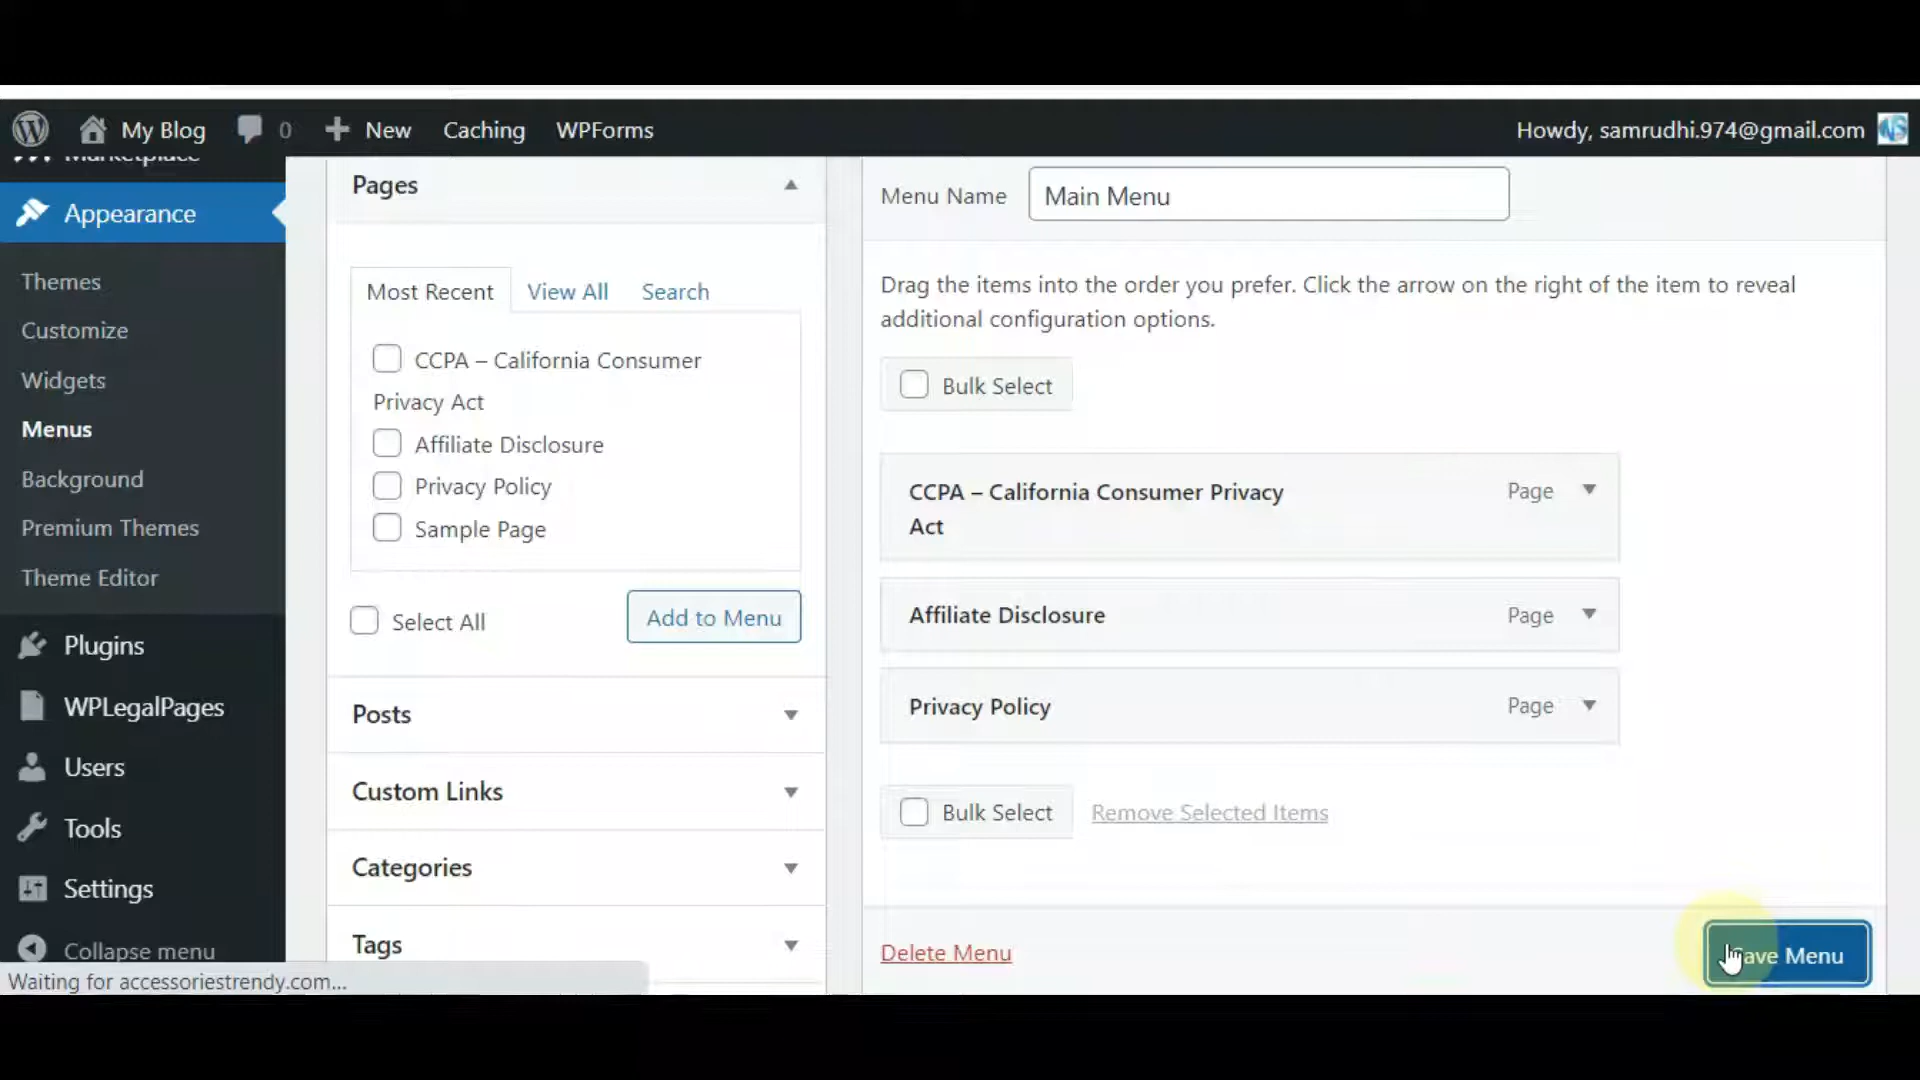 My Blog 0 New Caching WPForms Howdy, samrudhi.974@gmail.com
Marketplace
Appearance
Themes
Customize
Widgets
Menus
Background
Premium Themes
Theme Editor
Plugins
WPLegalPages
Users
Tools
Settings
Collapse menu
Waiting for accessoriestrendy.com...
Pages
Most Recent View All Search
CCPA – California Consumer
Privacy Act
Affiliate Disclosure
Privacy Policy
Sample Page
Select All Add to Menu
Posts
Custom Links
Categories
Tags
Menu Name Main Menu
Drag the items into the order you prefer. Click the arrow on the right of the item to reveal
additional configuration options.
Bulk Select
CCPA – California Consumer Privacy Page
Act
Affiliate Disclosure Page
Privacy Policy Page
Bulk Select Remove Selected Items
Delete Menu Save Menu